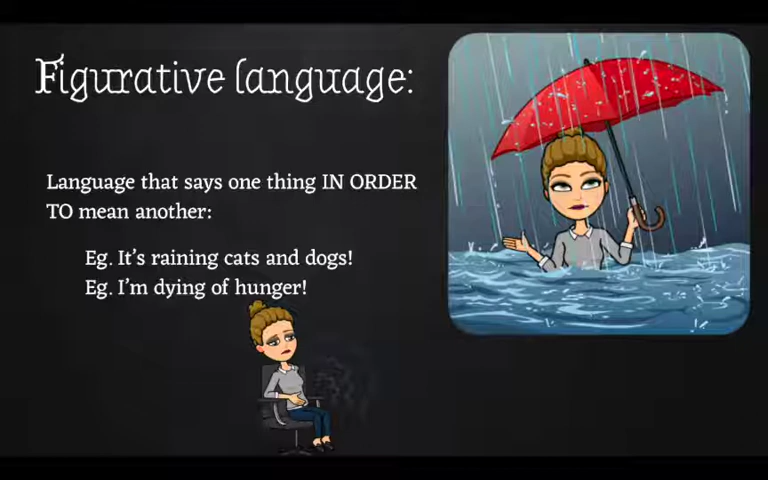 Figurative language:
Language that says one thing IN ORDER
TO mean another:
Eg. It's raining cats and dogs!
Eg. I'm dying of hunger!